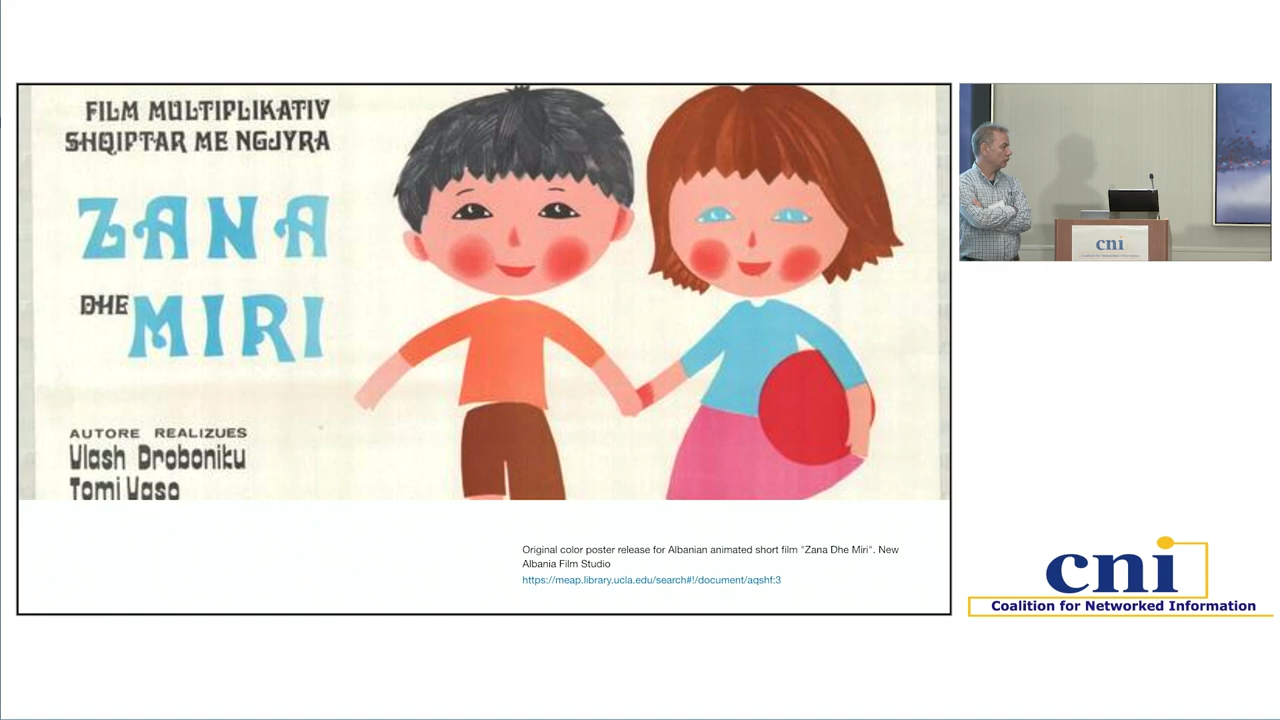 FILM MULTIPLIKATIV
SHQIPTAR ME NGJYRA
ZANA
DHE MIRI
AUTORE REALIZUES
Vlash Droboniku
Tomi Vaso
Original color poster release for Albanian animated short film "Zana Dhe Miri". New
Albania Film Studio
https://meap.library.ucla.edu/search#!/document/aqshf:3
cni
cni
Coalition for Networked Information